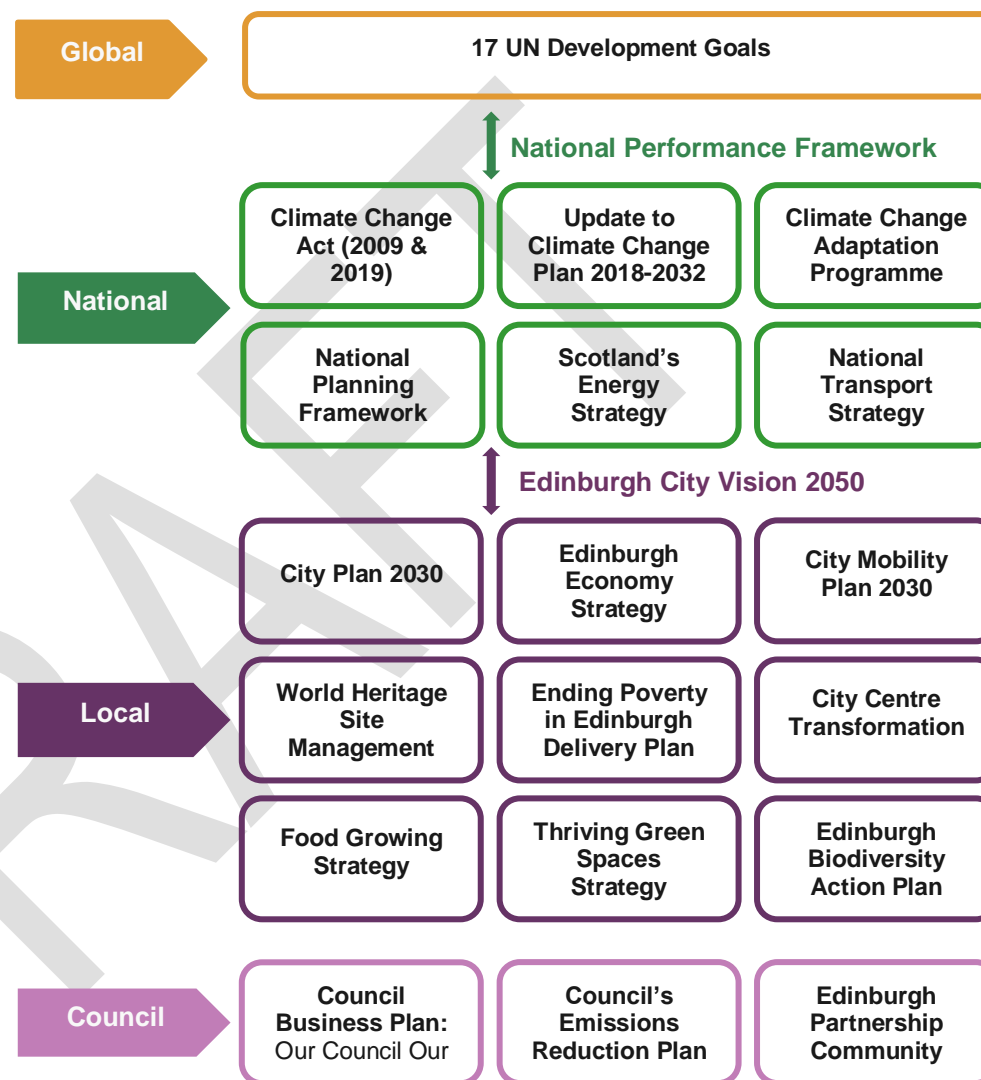 Global
17 UN Development Goals
National Performance Framework
National
Climate Change
Act (2009 &
2019)
Update to
Climate Change
Plan 2018-2032
Climate Change
Adaptation
Programme
National
Planning
Framework
Scotland’s
Energy
Strategy
National
Transport
Strategy
Edinburgh City Vision 2050
Local
City Plan 2030
Edinburgh
Economy
Strategy
City Mobility
Plan 2030
World Heritage
Site
Management
Ending Poverty
in Edinburgh
Delivery Plan
City Centre
Transformation
Food Growing
Strategy
Thriving Green
Spaces
Strategy
Edinburgh
Biodiversity
Action Plan
Council
Council
Business Plan:
Our Council Our
Council’s
Emissions
Reduction Plan
Edinburgh
Partnership
Community
RAFT